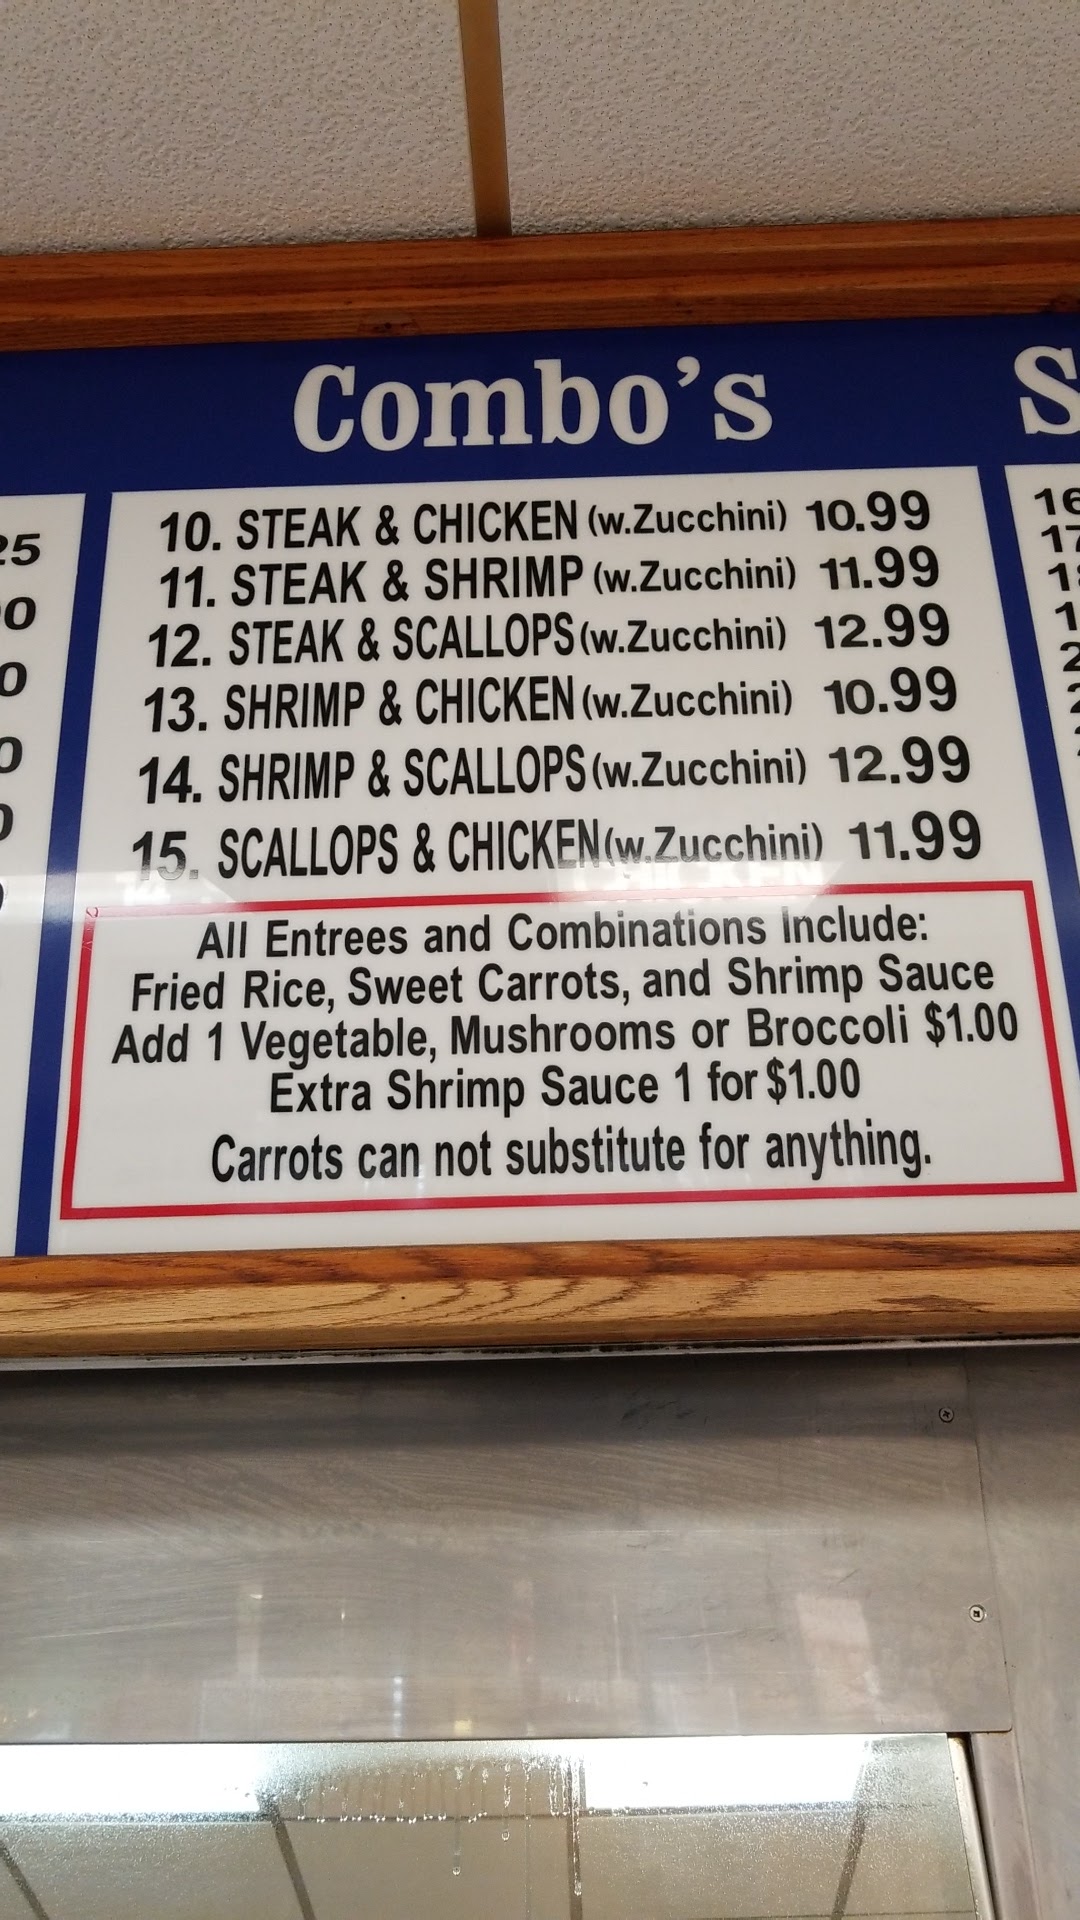 Combo's
10. STEAK & CHICKEN (w.Zucchini) 10.99
11. STEAK & SHRIMP (w.Zucchini) 11.99
12. STEAK & SCALLOPS (w.Zucchini) 12.99
13. SHRIMP & CHICKEN (w.Zucchini) 10.99
14. SHRIMP & SCALLOPS (w.Zucchini) 12.99
15. SCALLOPS & CHICKEN (w.Zucchini) 11.99
All Entrees and Combinations Include:
Fried Rice, Sweet Carrots, and Shrimp Sauce
Add 1 Vegetable, Mushrooms or Broccoli $1.00
Extra Shrimp Sauce 1 for $1.00
Carrots can not substitute for anything.